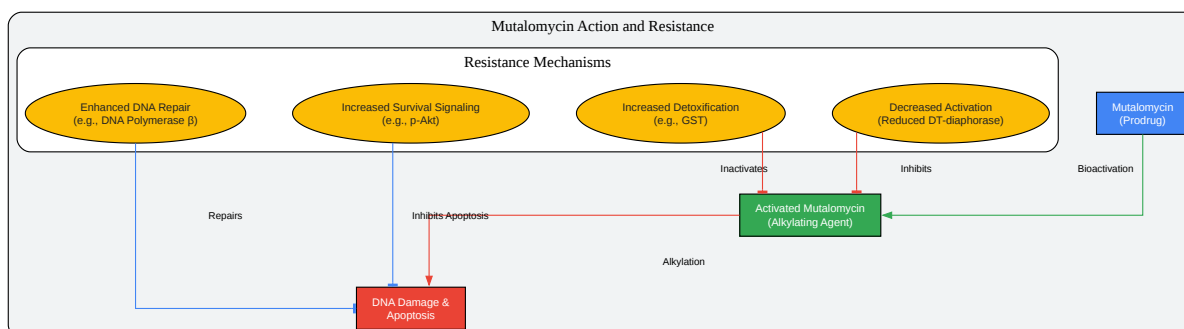 Mutalomycin Action and Resistance
Resistance Mechanisms
Enhanced DNA Repair
(e.g., DNA Polymerase β)
Increased Survival Signaling
(e.g., p-Akt)
Increased Detoxification
(e.g., GST)
Decreased Activation
(Reduced DT-diaphorase)
Mutalomycin
(Prodrug)
Inactivates
Inhibits
Bioactivation
Repairs
Inhibits Apoptosis
Activated Mutalomycin
(Alkylating Agent)
Alkylation
DNA Damage &
Apoptosis